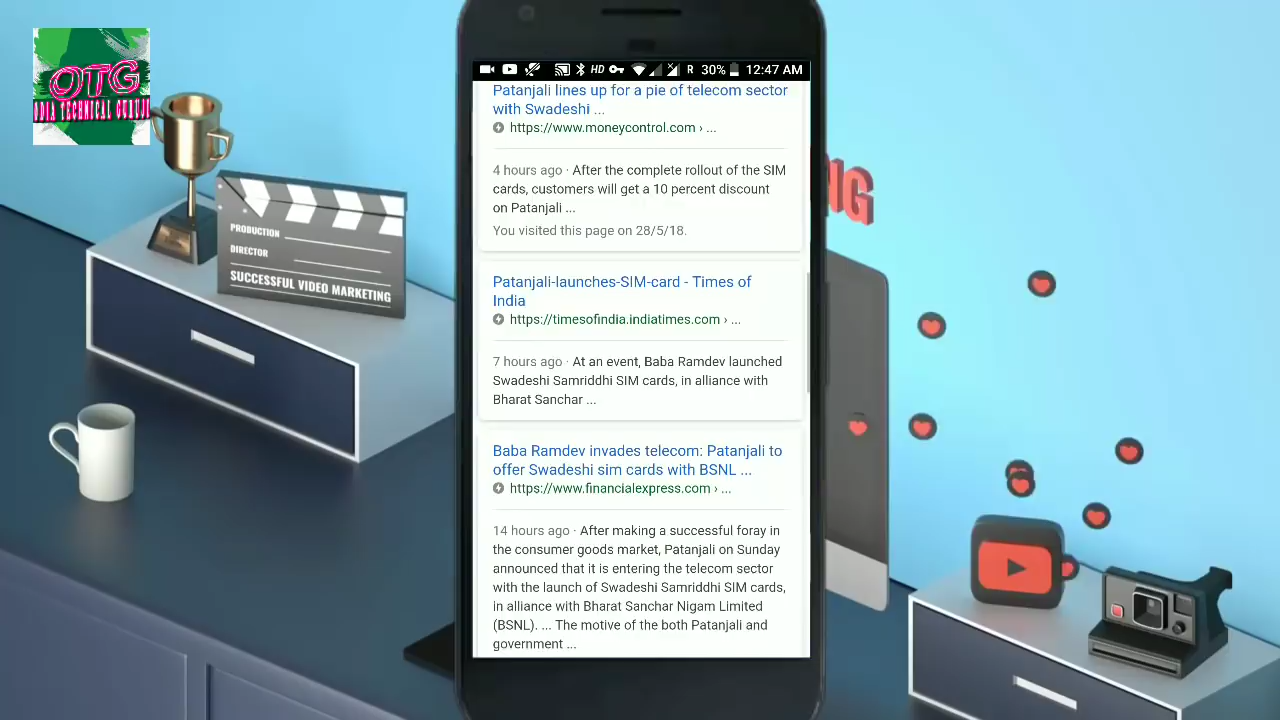 OTG
ODIA TECHNICAL GURUJI
PRODUCTION
DIRECTOR
SUCCESSFUL VIDEO MARKETING
NG
HD R 30% 12:47 AM
Patanjali lines up for a pie of telecom sector
with Swadeshi ...
https://www.moneycontrol.com › ...
4 hours ago · After the complete rollout of the SIM
cards, customers will get a 10 percent discount
on Patanjali ...
You visited this page on 28/5/18.
Patanjali-launches-SIM-card - Times of
India
https://timesofindia.indiatimes.com › ...
7 hours ago · At an event, Baba Ramdev launched
Swadeshi Samriddhi SIM cards, in alliance with
Bharat Sanchar ...
Baba Ramdev invades telecom: Patanjali to
offer Swadeshi sim cards with BSNL ...
https://www.financialexpress.com › ...
14 hours ago · After making a successful foray in
the consumer goods market, Patanjali on Sunday
announced that it is entering the telecom sector
with the launch of Swadeshi Samriddhi SIM cards,
in alliance with Bharat Sanchar Nigam Limited
(BSNL). ... The motive of the both Patanjali and
government ...